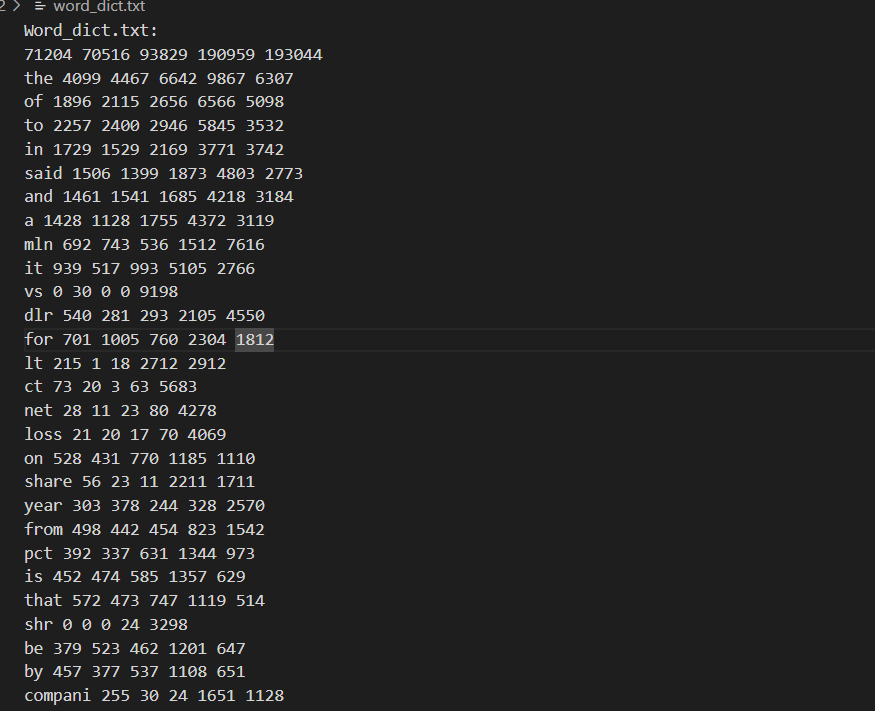 2 > word_dict.txt
Word_dict.txt:
71204 70516 93829 190959 193044
the 4099 4467 6642 9867 6307
of 1896 2115 2656 6566 5098
to 2257 2400 2946 5845 3532
in 1729 1529 2169 3771 3742
said 1506 1399 1873 4803 2773
and 1461 1541 1685 4218 3184
a 1428 1128 1755 4372 3119
mln 692 743 536 1512 7616
it 939 517 993 5105 2766
vs 0 30 0 0 9198
dlr 540 281 293 2105 4550
for 701 1005 760 2304 1812
lt 215 1 18 2712 2912
ct 73 20 3 63 5683
net 28 11 23 80 4278
loss 21 20 17 70 4069
on 528 431 770 1185 1110
share 56 23 11 2211 1711
year 303 378 244 328 2570
from 498 442 454 823 1542
pct 392 337 631 1344 973
is 452 474 585 1357 629
that 572 473 747 1119 514
shr 0 0 0 24 3298
be 379 523 462 1201 647
by 457 377 537 1108 651
compani 255 30 24 1651 1128